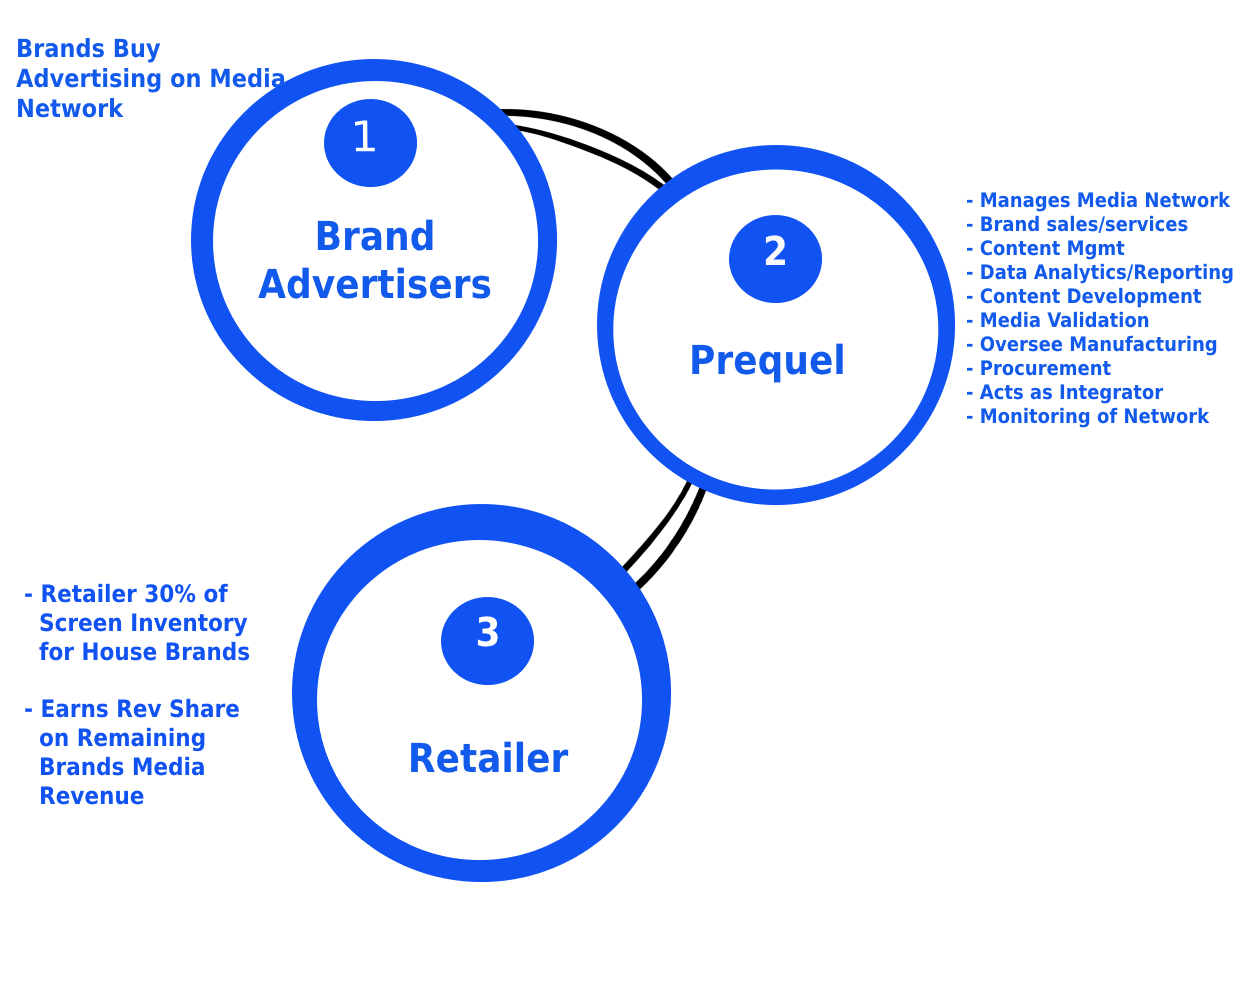 Brands Buy
Advertising on Media
Network
1
Brand
Advertisers
2
Prequel
- Manages Media Network
- Brand sales/services
- Content Mgmt
- Data Analytics/Reporting
- Content Development
- Media Validation
- Oversee Manufacturing
- Procurement
- Acts as Integrator
- Monitoring of Network
- Retailer 30% of
Screen Inventory
for House Brands
- Earns Rev Share
on Remaining
Brands Media
Revenue
3
Retailer